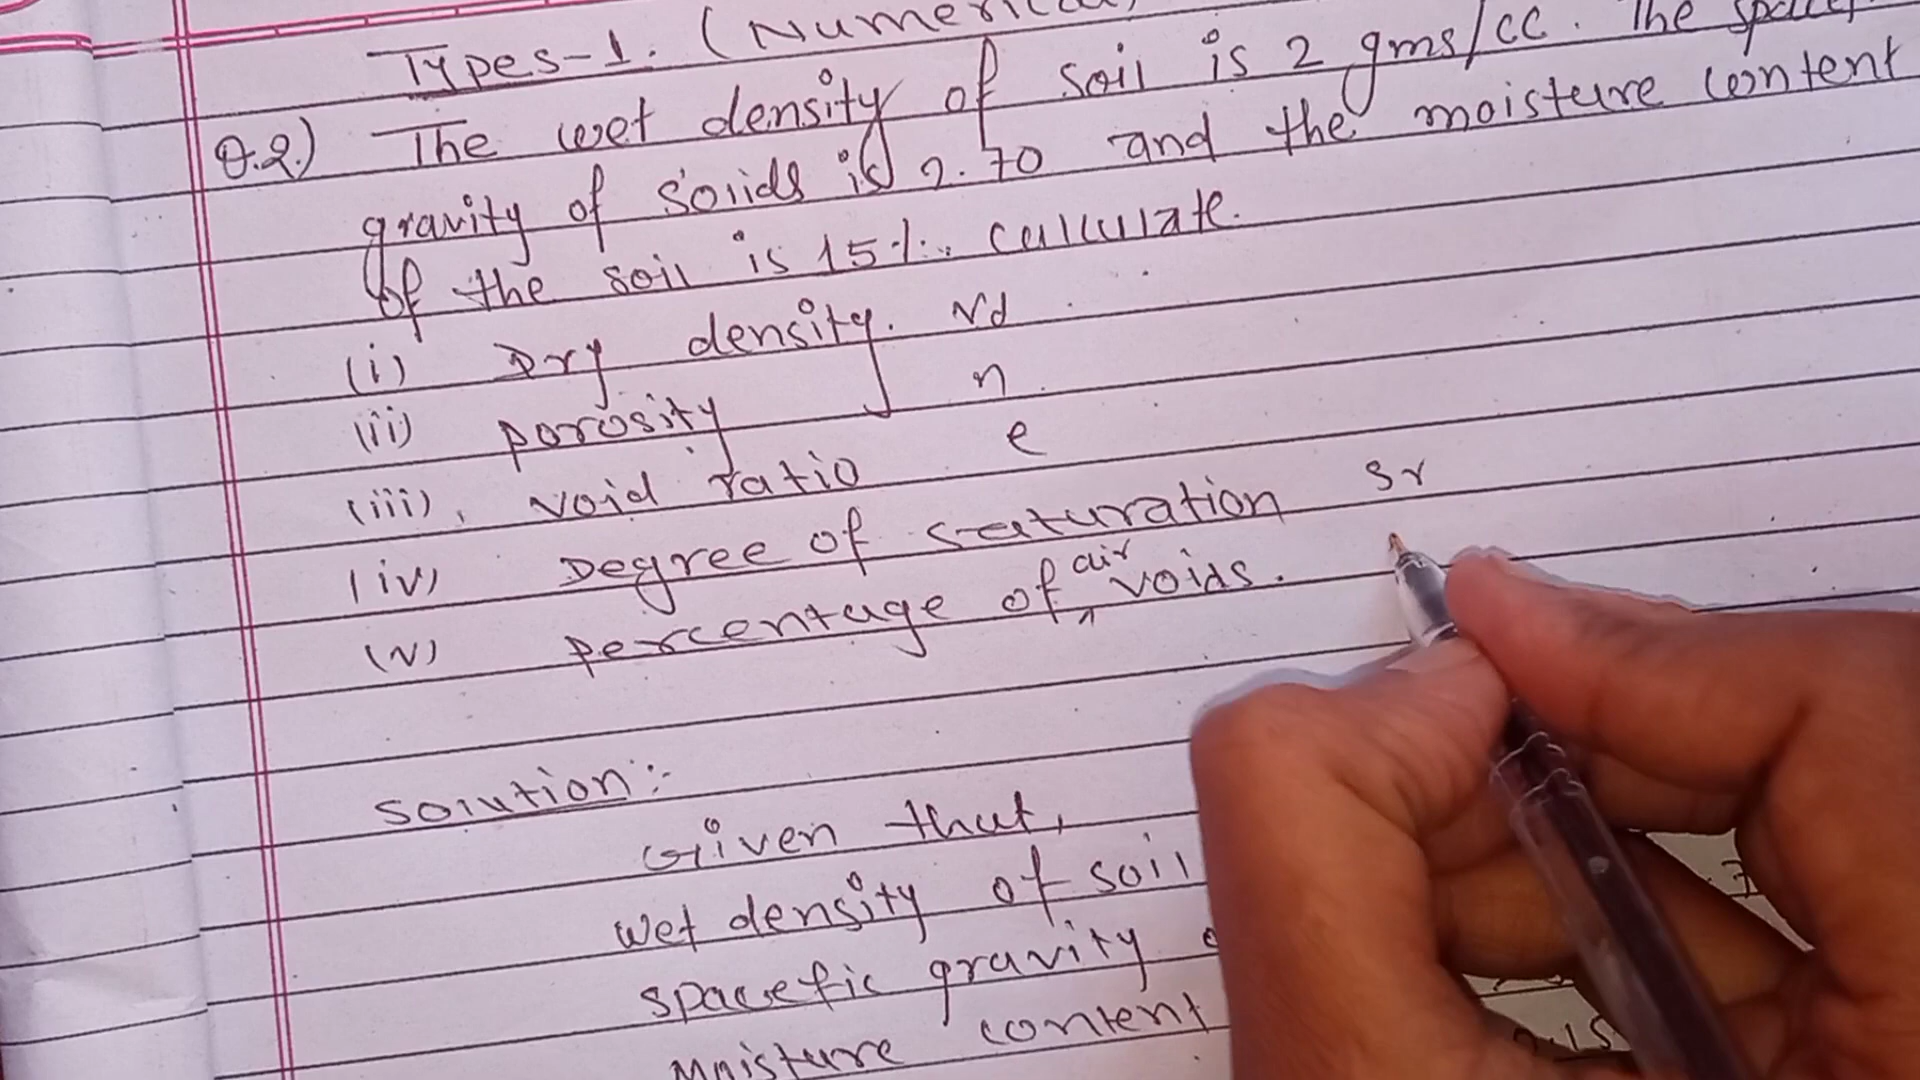 Types-1. (Numerical)
Q.2.) The wet density of soil is 2 gms/cc. The
gravity of solids is 2.70 and the moisture content
of the soil is 15%. calculate.
(i) Dry density. γd
(ii) porosity n
(iii), void ratio e
(iv) Degree of saturation Sr
(v) percentage of air voids.
Solution:-
Given that,
wet density of soil
spacefic gravity
Moisture content